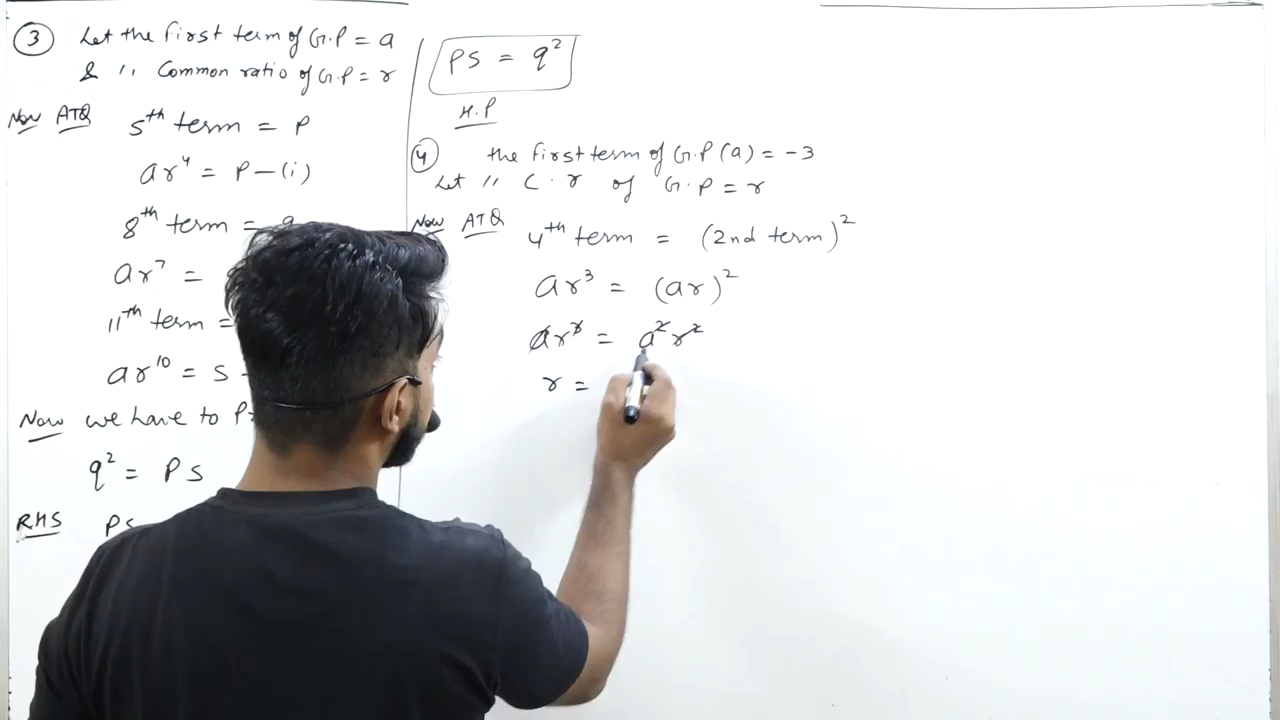 ③ Let the first term of G.P = a
& '' Common ratio of G.P = r
Now ATQ
5th term = P
ar⁴ = P — (i)
8th term =
ar⁷ =
11th term =
ar¹⁰ = S
Now we have to
q² = PS
RHS PS
PS = q²
H.P
④ the first term of G.P (a) = -3
Let '' C.r of G.P = r
Now ATQ
4th term = (2nd term)²
ar³ = (ar)²
ar³ = a²r²
r =